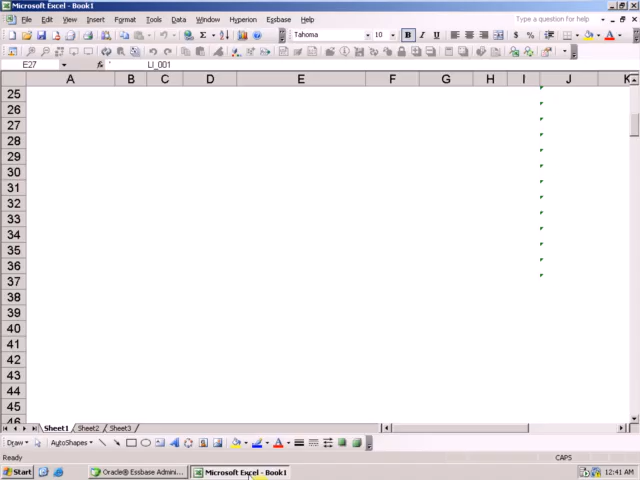 Microsoft Excel - Book1
File Edit View Insert Format Tools Data Window Hyperion Essbase Help Type a question for help
Tahoma 10 B I U $ %
E27 ' LI_001
A B C D E F G H I J K
25
26
27
28
29
30
31
32
33
34
35
36
37
38
39
40
41
42
43
44
45
46
Sheet1 Sheet2 Sheet3
Draw AutoShapes
Ready CAPS
Start Oracle® Essbase Admini... Microsoft Excel - Book1 12:41 AM